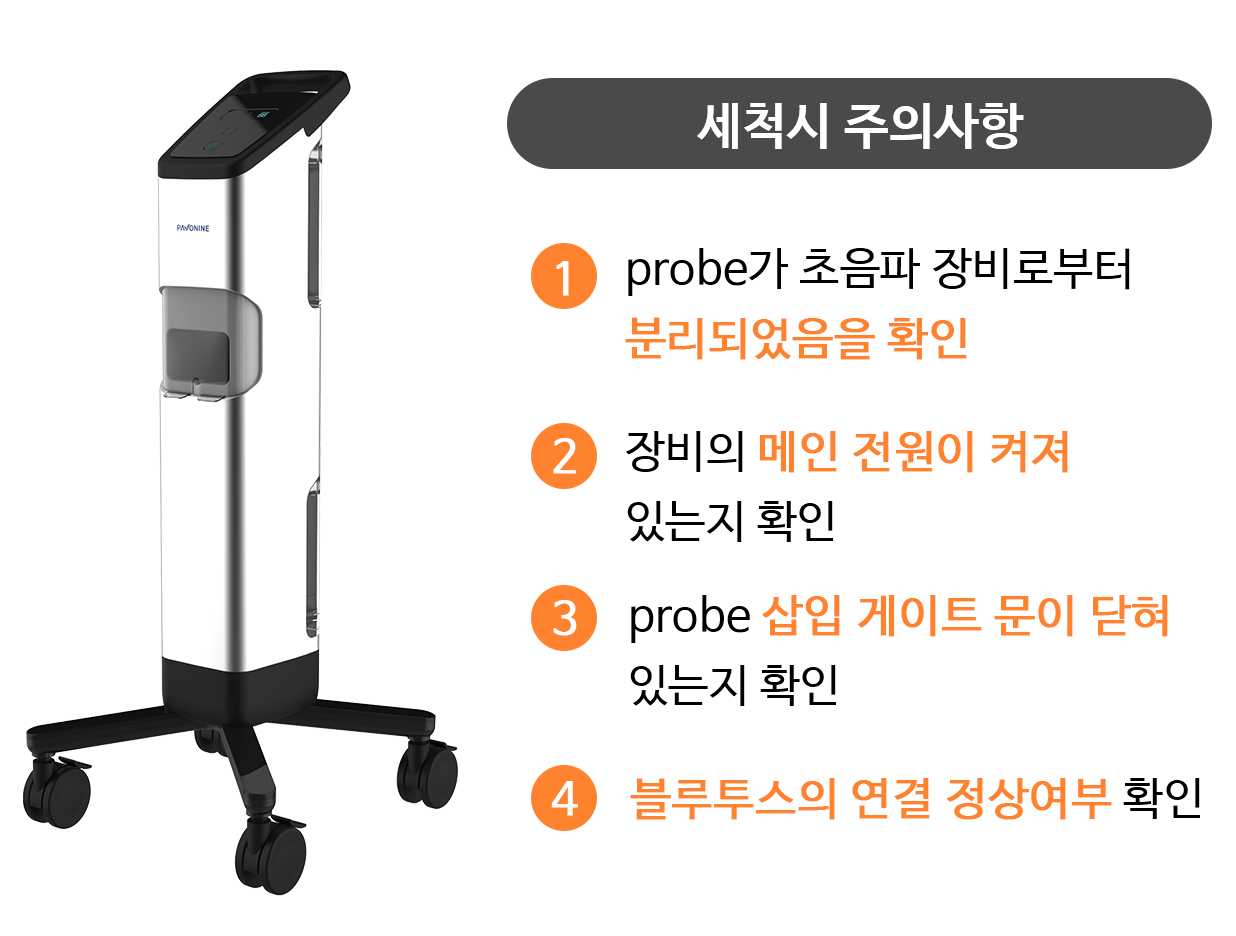 세척시 주의사항
PAVONINE
1 probe가 초음파 장비로부터
분리되었음을 확인
2 장비의 메인 전원이 켜져
있는지 확인
3 probe 삽입 게이트 문이 닫혀
있는지 확인
4 블루투스의 연결 정상여부 확인